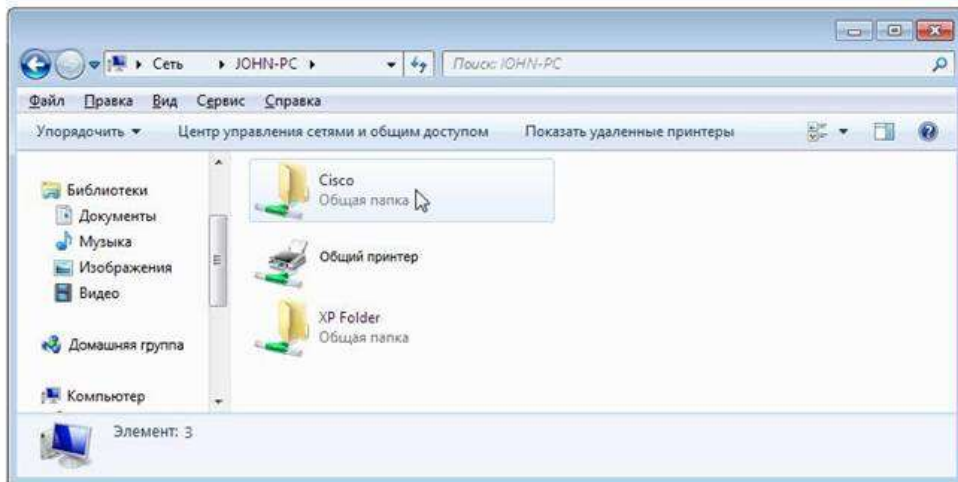 Сеть ▸ JOHN-PC ▸
Поиск: JOHN-PC
Файл Правка Вид Сервис Справка
Упорядочить Центр управления сетями и общим доступом Показать удаленные принтеры
Библиотеки
Документы
Музыка
Изображения
Видео
Домашняя группа
Компьютер
Cisco
Общая папка
Общий принтер
XP Folder
Общая папка
Элемент: 3